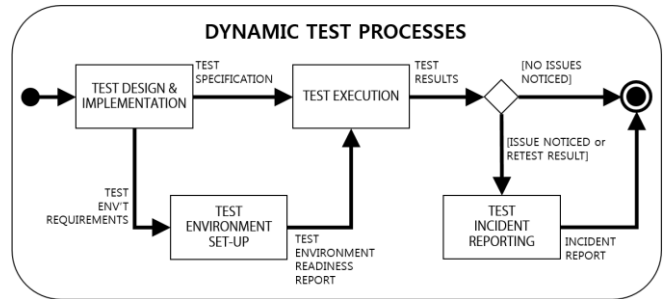 DYNAMIC TEST PROCESSES
TEST DESIGN &
IMPLEMENTATION
TEST
SPECIFICATION
TEST EXECUTION
TEST
RESULTS
[NO ISSUES
NOTICED]
[ISSUE NOTICED or
RETEST RESULT]
TEST
ENV'T
REQUIREMENTS
TEST
ENVIRONMENT
SET-UP
TEST
ENVIRONMENT
READINESS
REPORT
TEST
INCIDENT
REPORTING
INCIDENT
REPORT